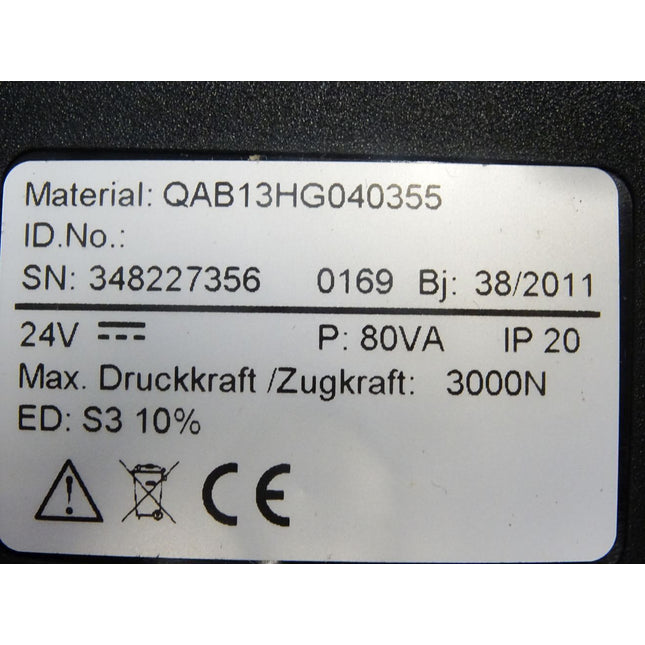 Material: QAB13HG040355
ID.No.:
SN: 348227356 0169 Bj: 38/2011
24V P: 80VA IP 20
Max. Druckkraft /Zugkraft: 3000N
ED: S3 10%
CE